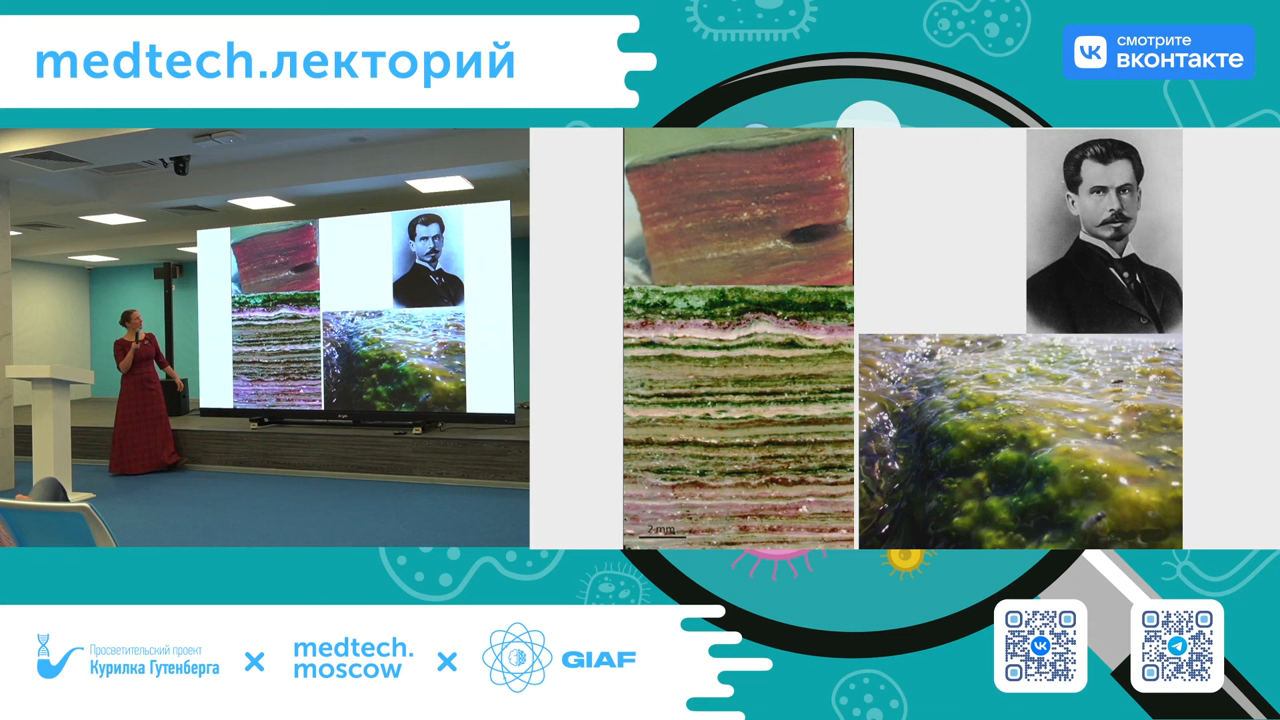 medtech.лекторий
смотрите
вконтакте
2 mm
Просветительский проект
Курилка Гутенберга
×
medtech.
moscow
×
GIAF